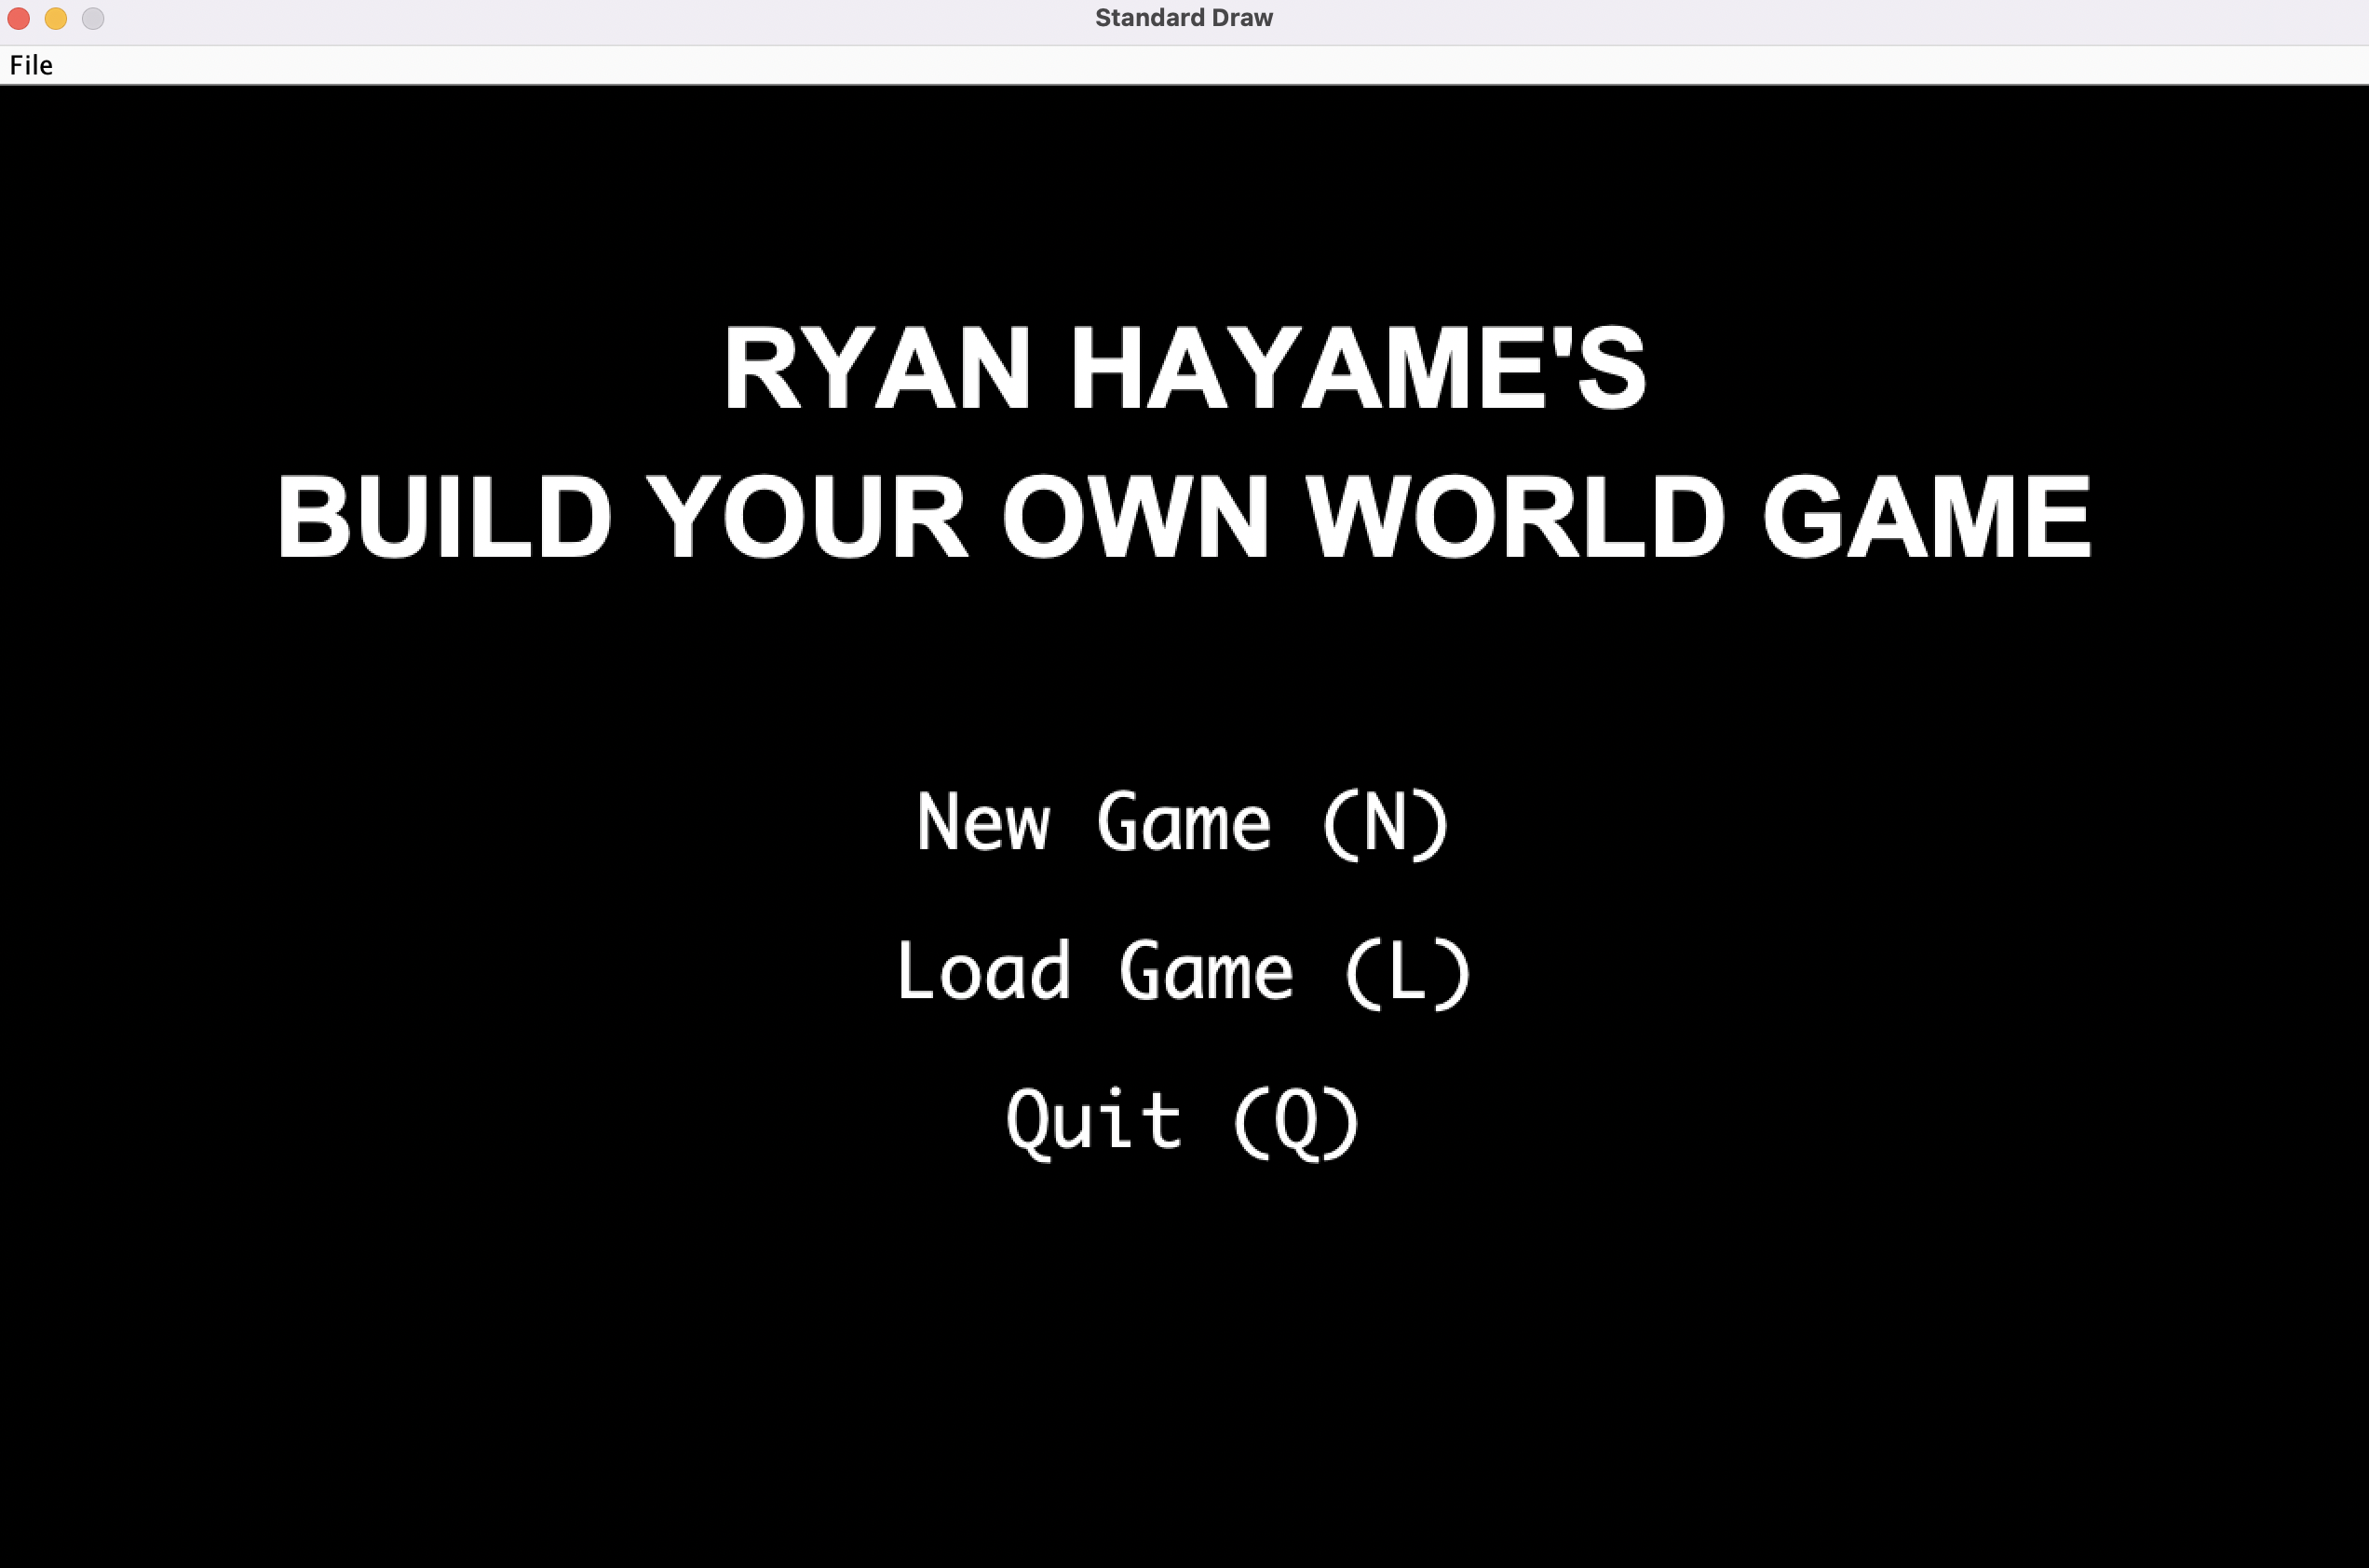 Standard Draw
File
RYAN HAYAME'S
BUILD YOUR OWN WORLD GAME
New Game (N)
Load Game (L)
Quit (Q)